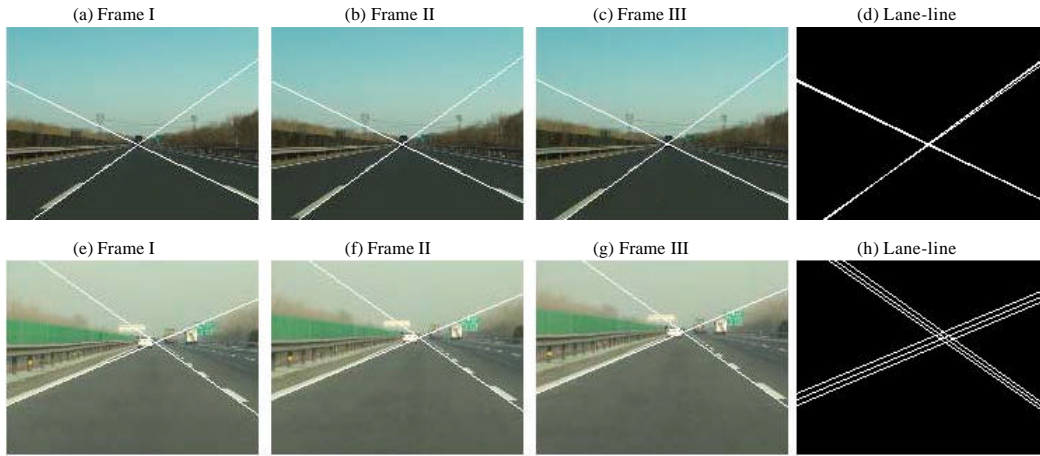 (a) Frame I
(b) Frame II
(c) Frame III
(d) Lane-line
(e) Frame I
(f) Frame II
(g) Frame III
(h) Lane-line